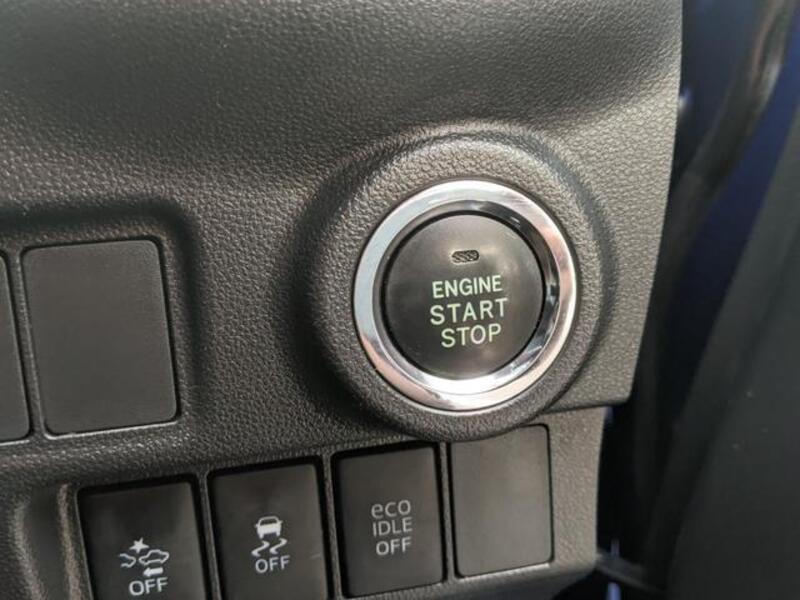 ENGINE
START
STOP
OFF
OFF
eco
IDLE
OFF